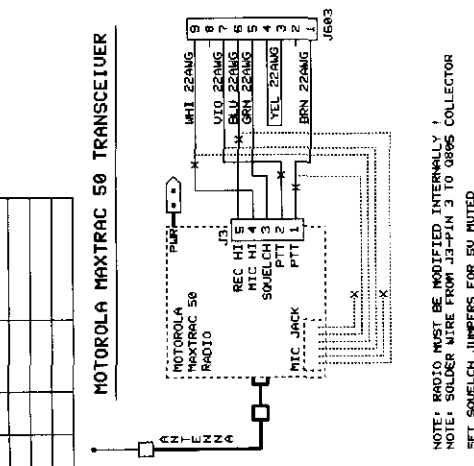 MOTOROLA MAXTRAC 50 TRANSCEIVER
J603
9
8
7
6
5
4
3
2
1
WHI 22AWG
VIO 22AWG
BLU 22AWG
GRN 22AWG
YEL 22AWG
BRN 22AWG
PWR
J3
5
4
3
2
1
REC HI
MIC HI
SQUELCH
PTT
PTT
MOTOROLA
MAXTRAC 50
RADIO
MIC JACK
ANTENNA
NOTE: RADIO MUST BE MODIFIED INTERNALLY !
NOTE: SOLDER WIRE FROM J3-PIN 3 TO Q805 COLLECTOR
SET SQUELCH JUMPERS FOR 5V MUTED